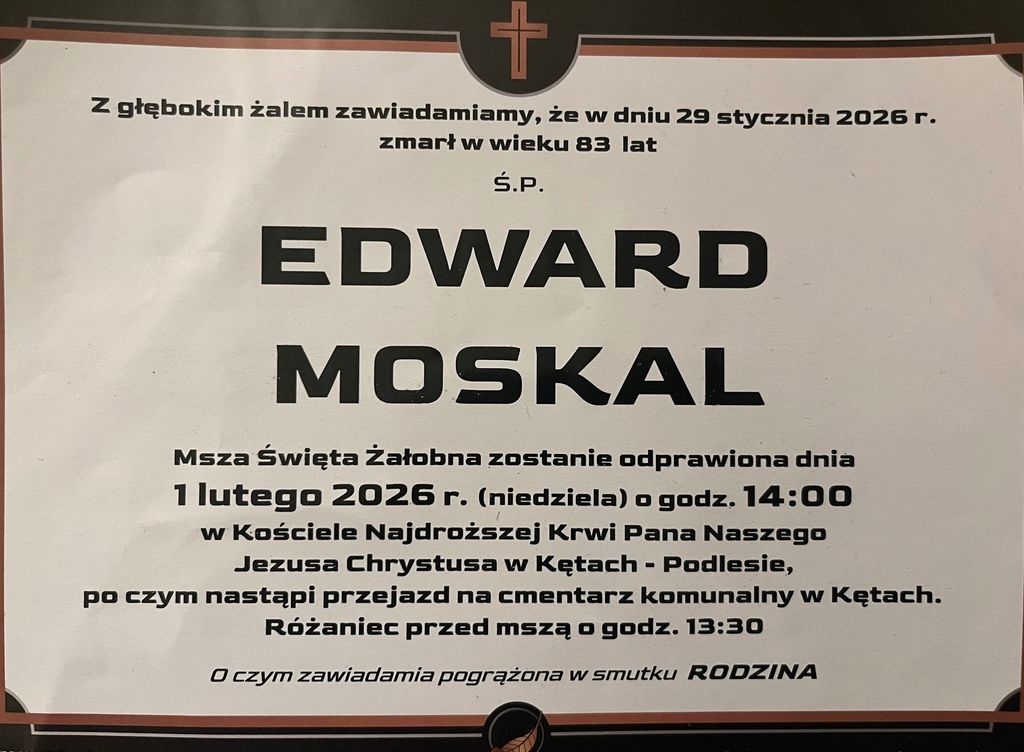 Z głębokim żalem zawiadamiamy, że w dniu 29 stycznia 2026 r.
zmarł w wieku 83 lat
Ś.P.
EDWARD
MOSKAL
Msza Święta Żałobna zostanie odprawiona dnia
1 lutego 2026 r. (niedziela) o godz. 14:00
w Kościele Najdroższej Krwi Pana Naszego
Jezusa Chrystusa w Kętach - Podlesie,
po czym nastąpi przejazd na cmentarz komunalny w Kętach.
Różaniec przed mszą o godz. 13:30
O czym zawiadamia pogrążona w smutku RODZINA